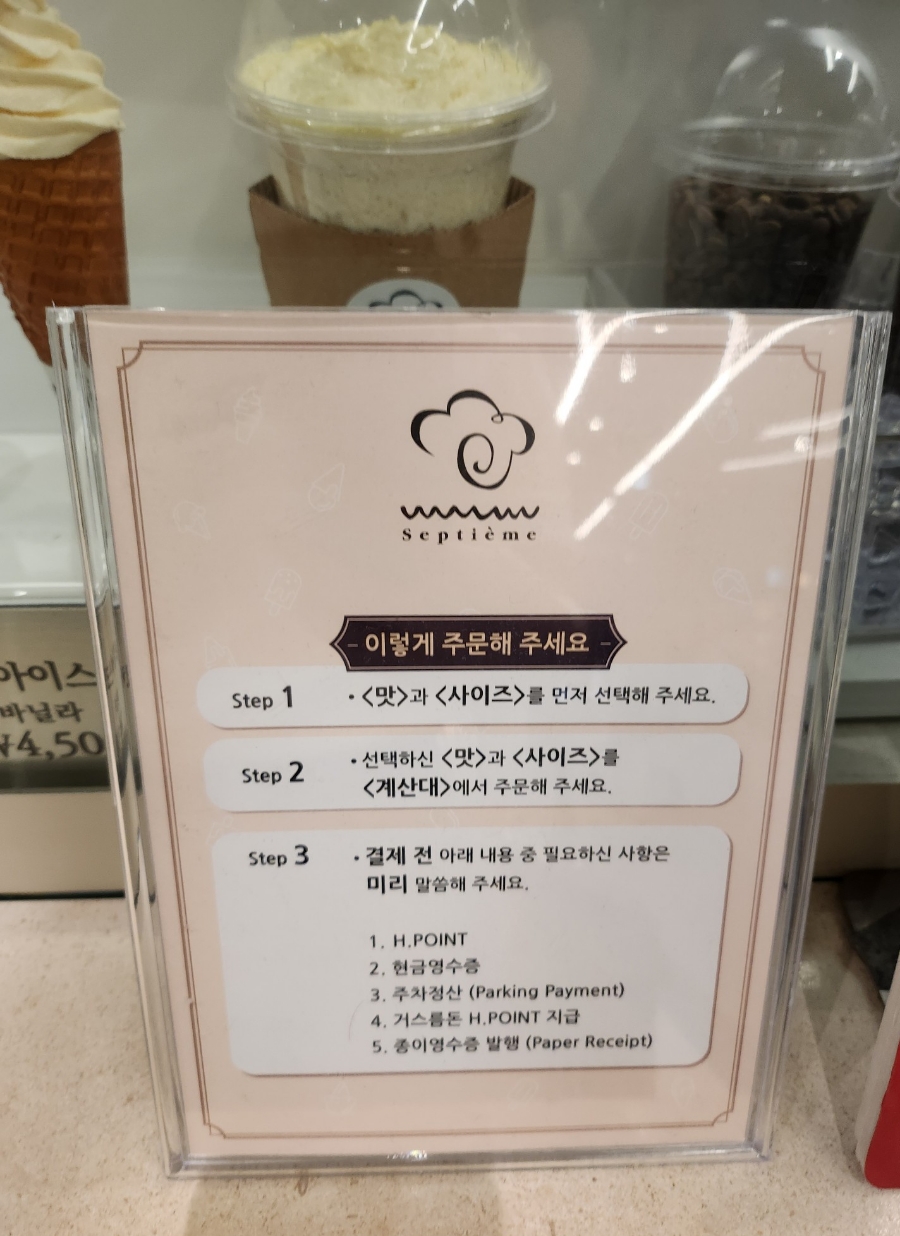 Septième
이렇게 주문해 주세요
Step 1
• <맛>과 <사이즈>를 먼저 선택해 주세요.
Step 2
• 선택하신 <맛>과 <사이즈>를
<계산대>에서 주문해 주세요.
Step 3
• 결제 전 아래 내용 중 필요하신 사항은
미리 말씀해 주세요.
1. H.POINT
2. 현금영수증
3. 주차정산 (Parking Payment)
4. 거스름돈 H.POINT 지급
5. 종이영수증 발행 (Paper Receipt)
아이스
바닐라
₩4,50